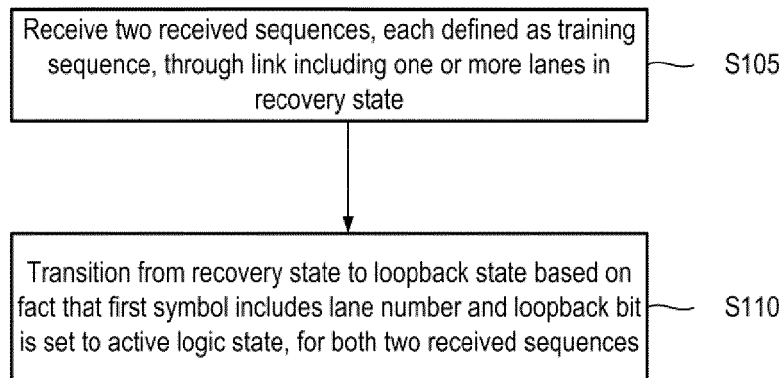 Receive two received sequences, each defined as training
sequence, through link including one or more lanes in
recovery state
S105
Transition from recovery state to loopback state based on
fact that first symbol includes lane number and loopback bit
is set to active logic state, for both two received sequences
S110